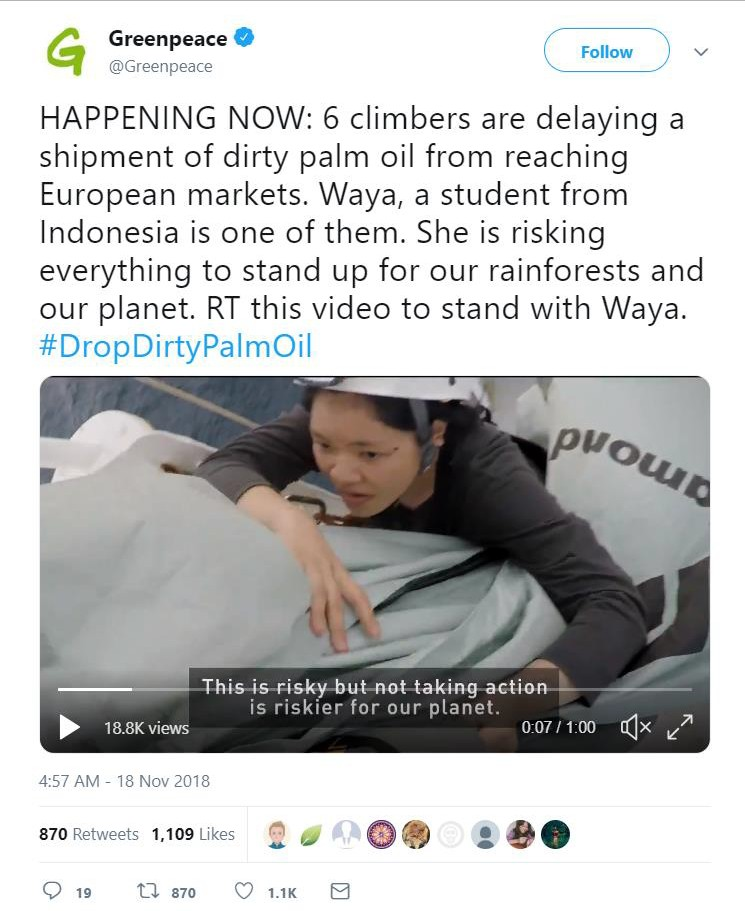 Greenpeace
@Greenpeace
Follow
HAPPENING NOW: 6 climbers are delaying a
shipment of dirty palm oil from reaching
European markets. Waya, a student from
Indonesia is one of them. She is risking
everything to stand up for our rainforests and
our planet. RT this video to stand with Waya.
#DropDirtyPalmOil
This is risky but not taking action
is riskier for our planet.
18.8K views
0:07 / 1:00
4:57 AM - 18 Nov 2018
870 Retweets 1,109 Likes
19 870 1.1K